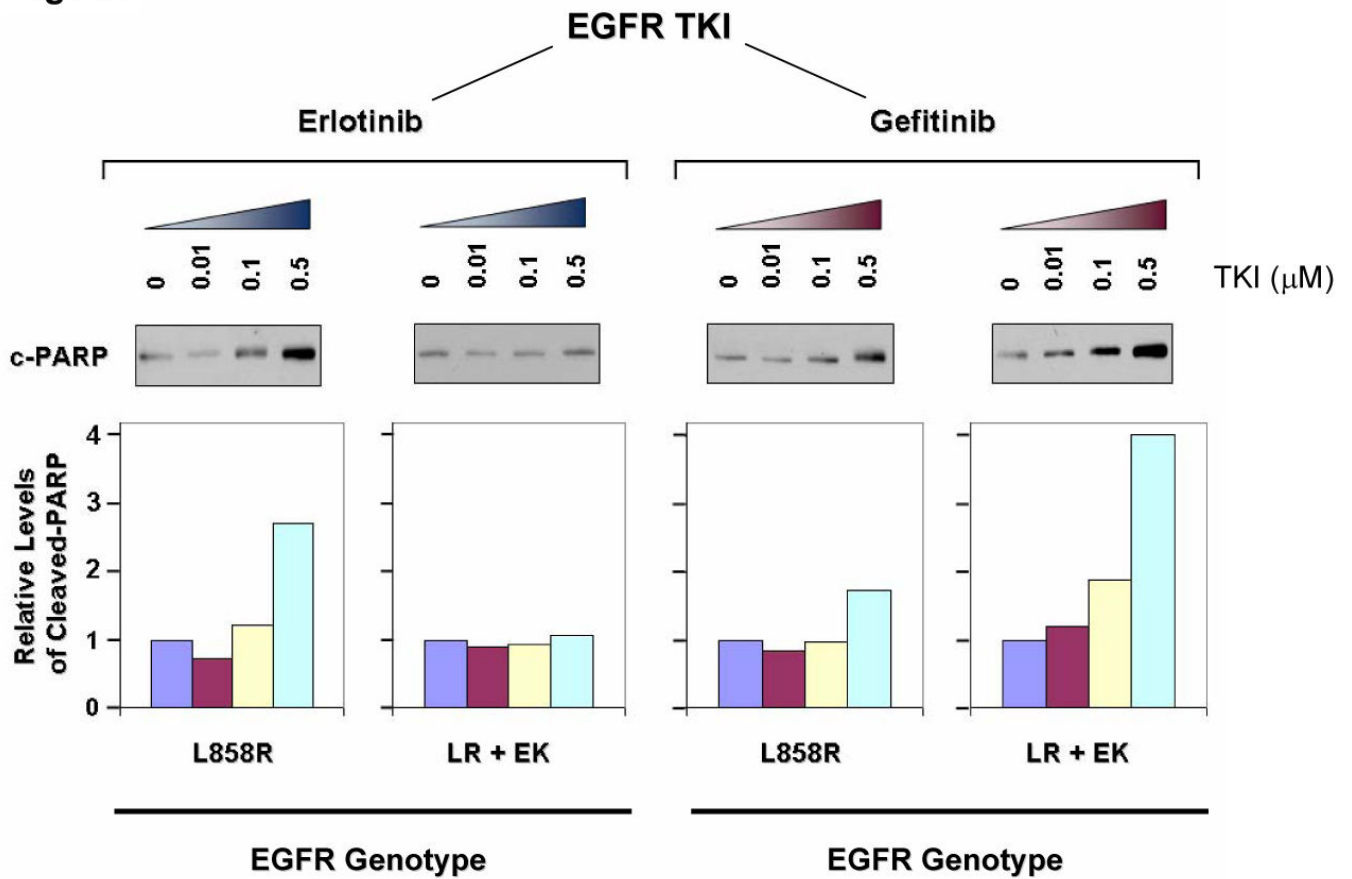 EGFR TKI
Erlotinib
Gefitinib
0 0.01 0.1 0.5
0 0.01 0.1 0.5
0 0.01 0.1 0.5
0 0.01 0.1 0.5
TKI (μM)
c-PARP
Relative Levels
of Cleaved-PARP
4
3
2
1
0
L858R
LR + EK
L858R
LR + EK
EGFR Genotype
EGFR Genotype